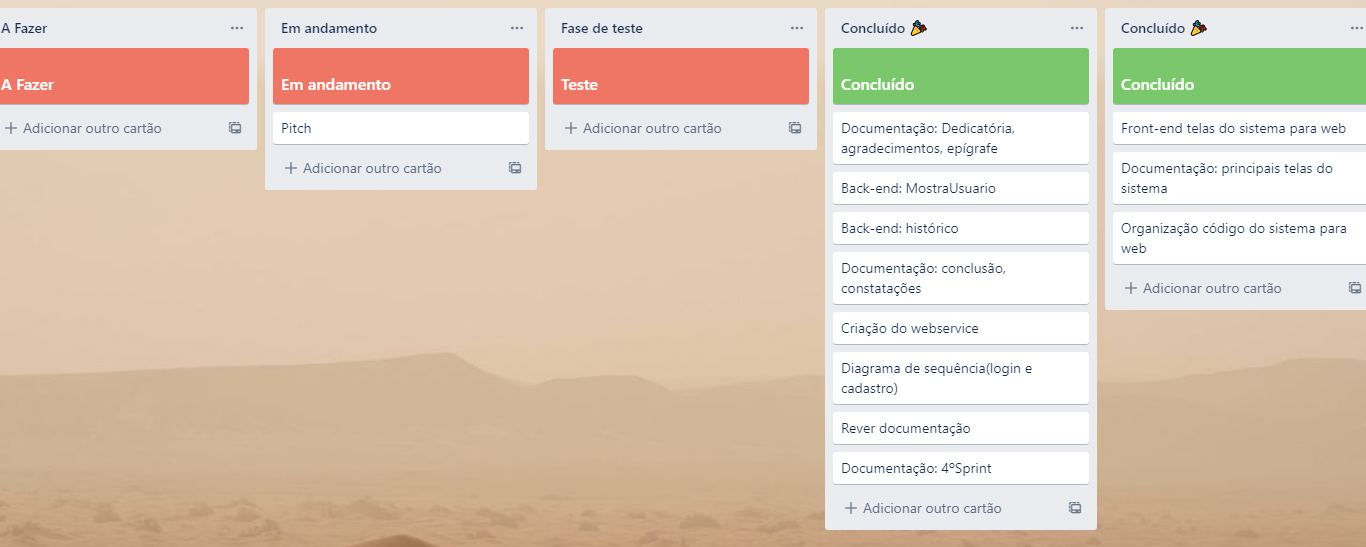 A Fazer
A Fazer
Adicionar outro cartão
Em andamento
Em andamento
Pitch
Adicionar outro cartão
Fase de teste
Teste
Adicionar outro cartão
Concluído
Concluído
Documentação: Dedicatória,
agradecimentos, epígrafe
Back-end: MostraUsuario
Back-end: histórico
Documentação: conclusão,
constatações
Criação do webservice
Diagrama de sequência(login e
cadastro)
Rever documentação
Documentação: 4ºSprint
Adicionar outro cartão
Concluído
Concluído
Front-end telas do sistema para web
Documentação: principais telas do
sistema
Organização código do sistema para
web
Adicionar outro cartão